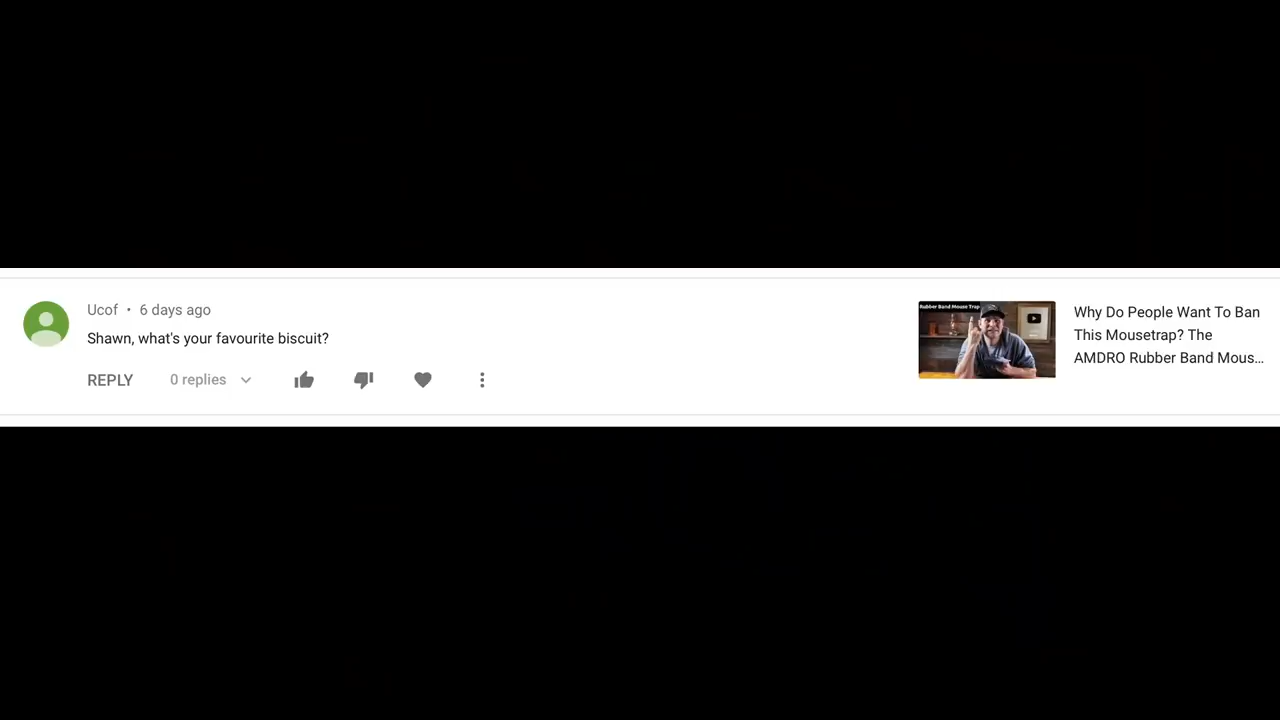 Ucof • 6 days ago
Shawn, what's your favourite biscuit?
REPLY 0 replies
Rubber Band Mouse Trap
Why Do People Want To Ban
This Mousetrap? The
AMDRO Rubber Band Mous...